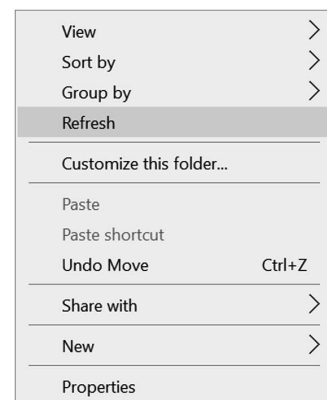 View
Sort by
Group by
Refresh
Customize this folder...
Paste
Paste shortcut
Undo Move Ctrl+Z
Share with
New
Properties